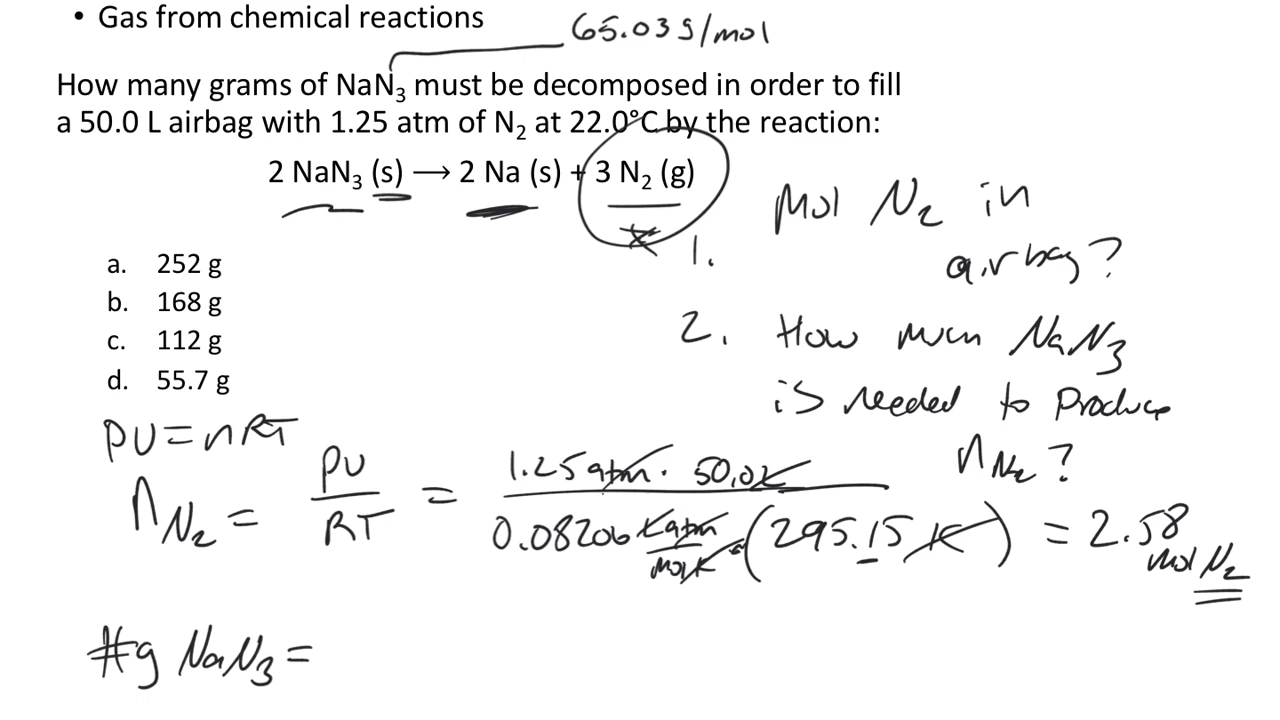 • Gas from chemical reactions
65.03 g/mol
How many grams of NaN₃ must be decomposed in order to fill
a 50.0 L airbag with 1.25 atm of N₂ at 22.0°C by the reaction:
2 NaN₃ (s) ⟶ 2 Na (s) + 3 N₂ (g)
*
1. Mol N₂ in
airbag?
a. 252 g
b. 168 g
c. 112 g
d. 55.7 g
2. How much NaN₃
is needed to produce
n N₂ ?
PV = nRT
n N₂ = PV / RT = 1.25 atm · 50.0 L / 0.08206 L atm / mol K · (295.15 K) = 2.58 mol N₂
#g NaN₃ =